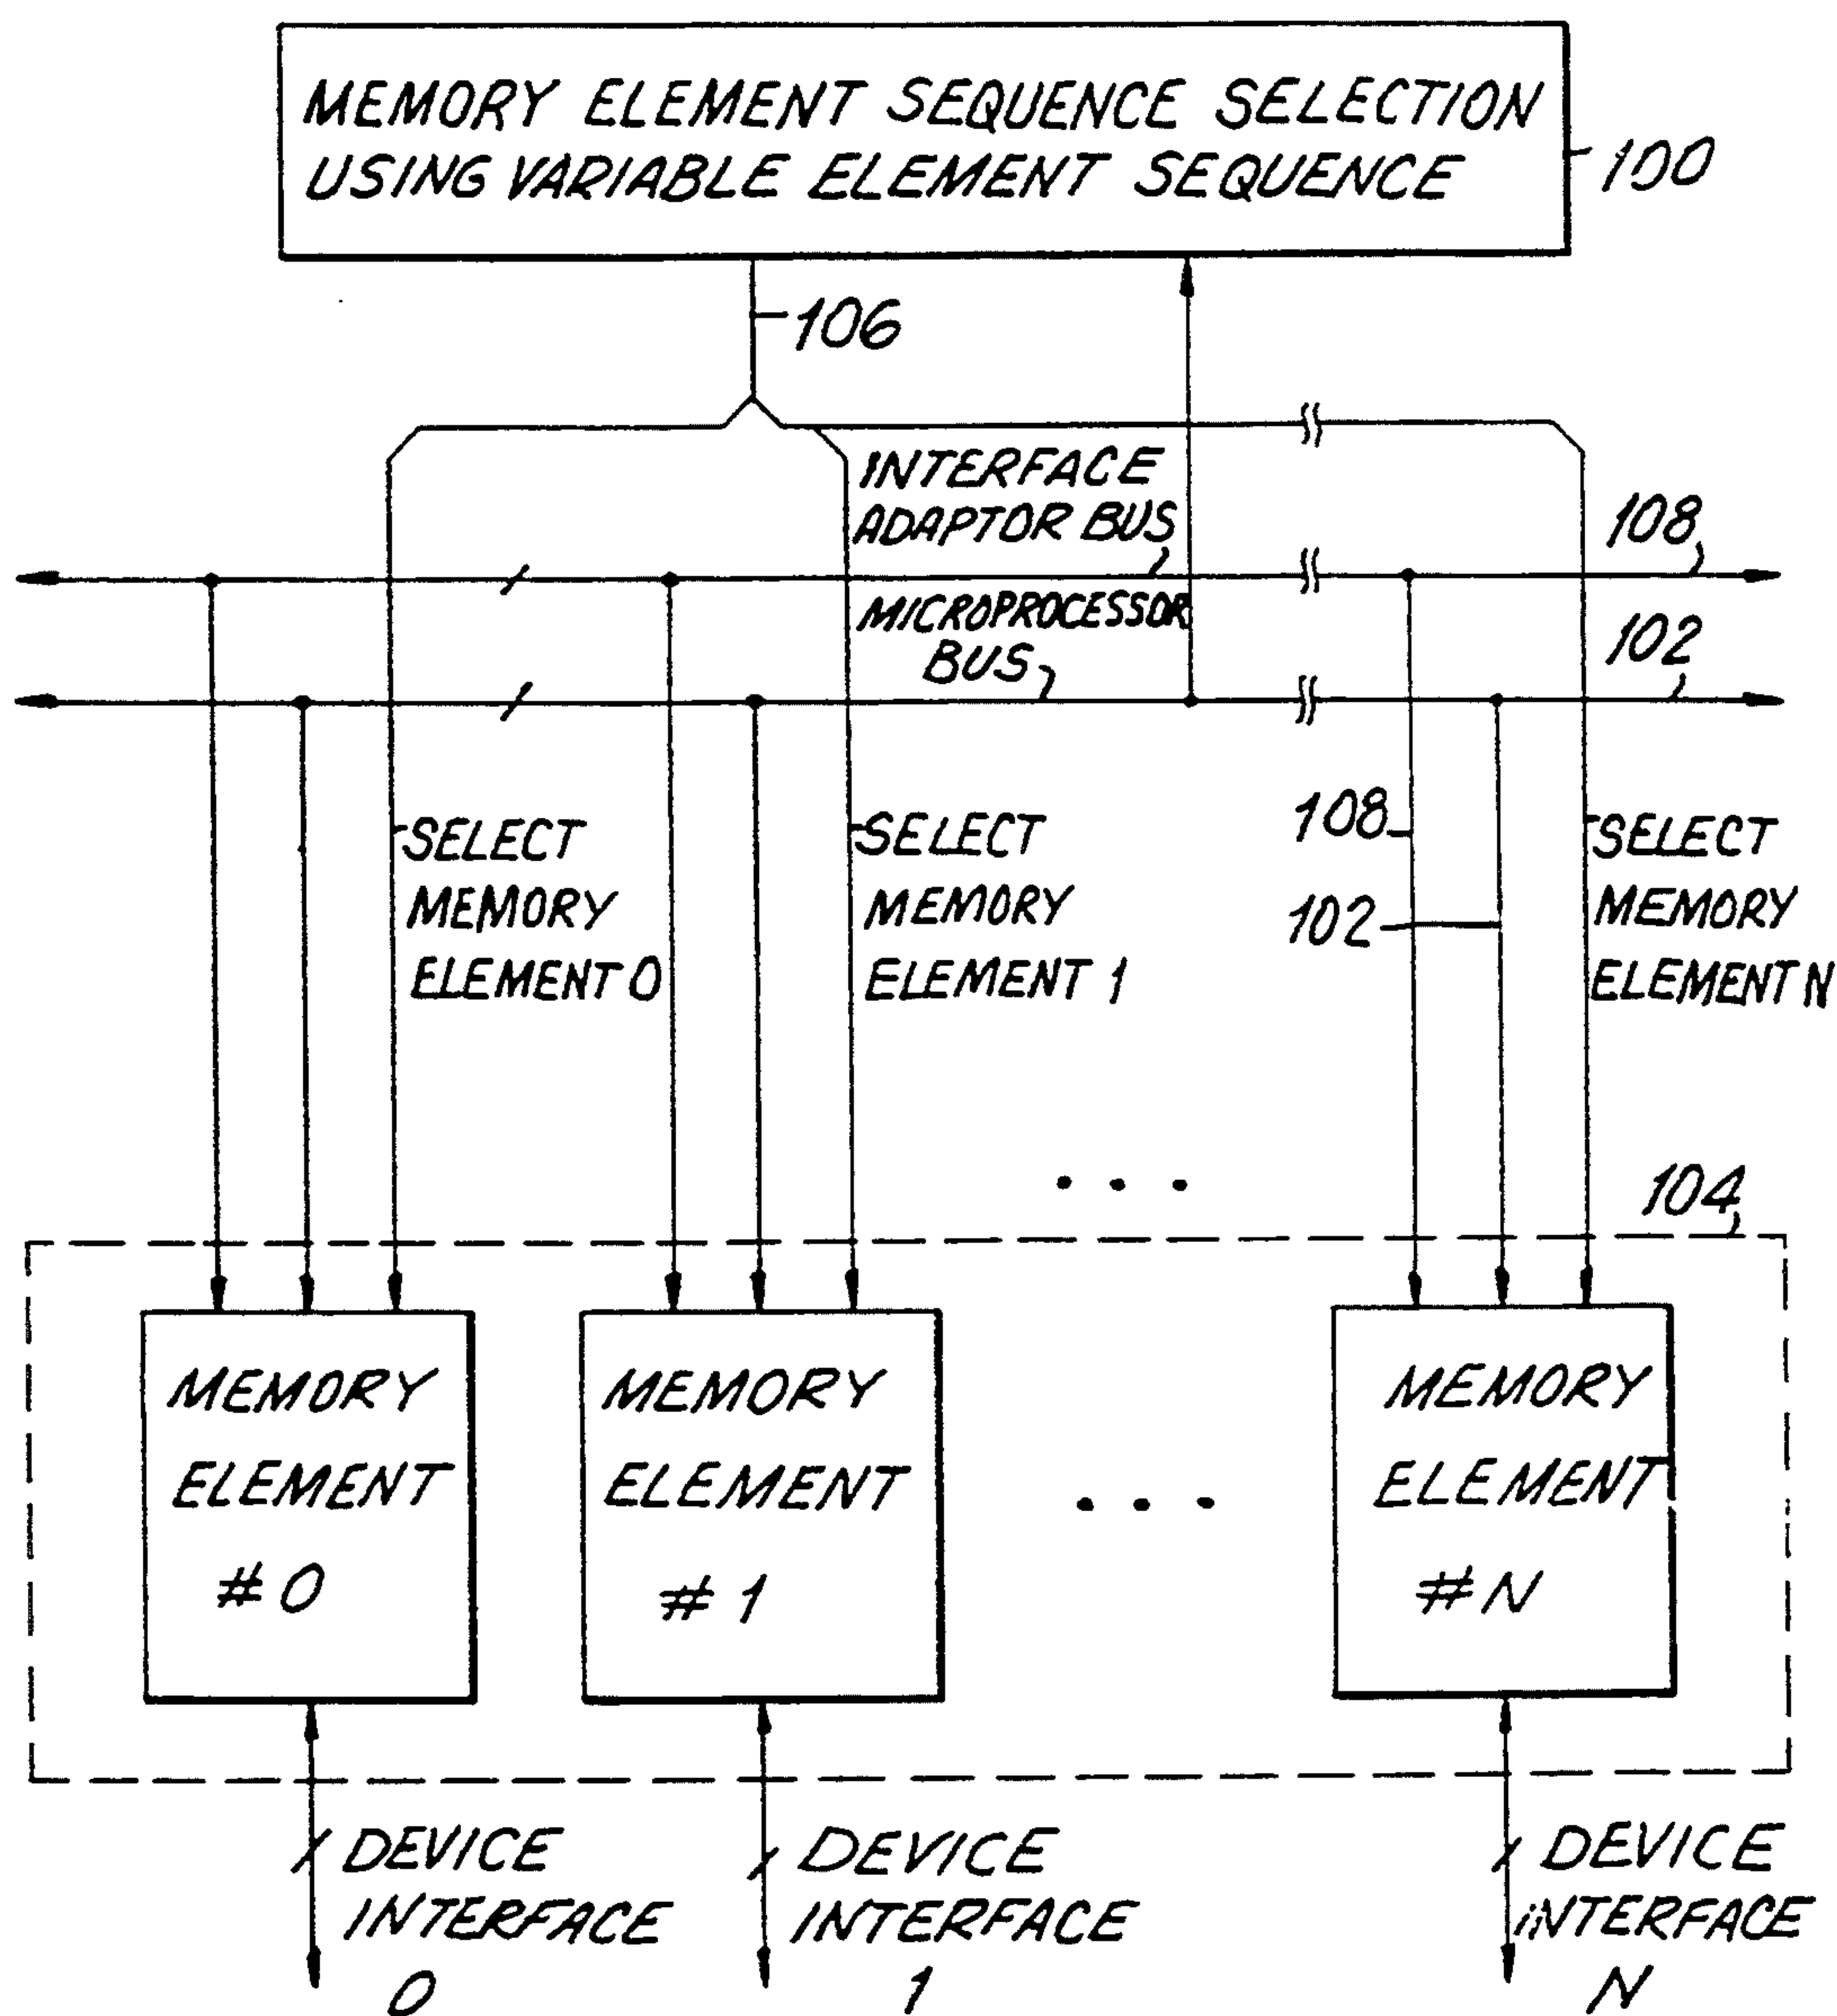 MEMORY ELEMENT SEQUENCE SELECTION
USING VARIABLE ELEMENT SEQUENCE
100
106
INTERFACE
ADAPTOR BUS
108
MICROPROCESSOR
BUS
102
SELECT
MEMORY
ELEMENT 0
SELECT
MEMORY
ELEMENT 1
108
102
SELECT
MEMORY
ELEMENT N
104
MEMORY
ELEMENT
#0
MEMORY
ELEMENT
#1
MEMORY
ELEMENT
#N
DEVICE
INTERFACE
0
DEVICE
INTERFACE
1
DEVICE
INTERFACE
N